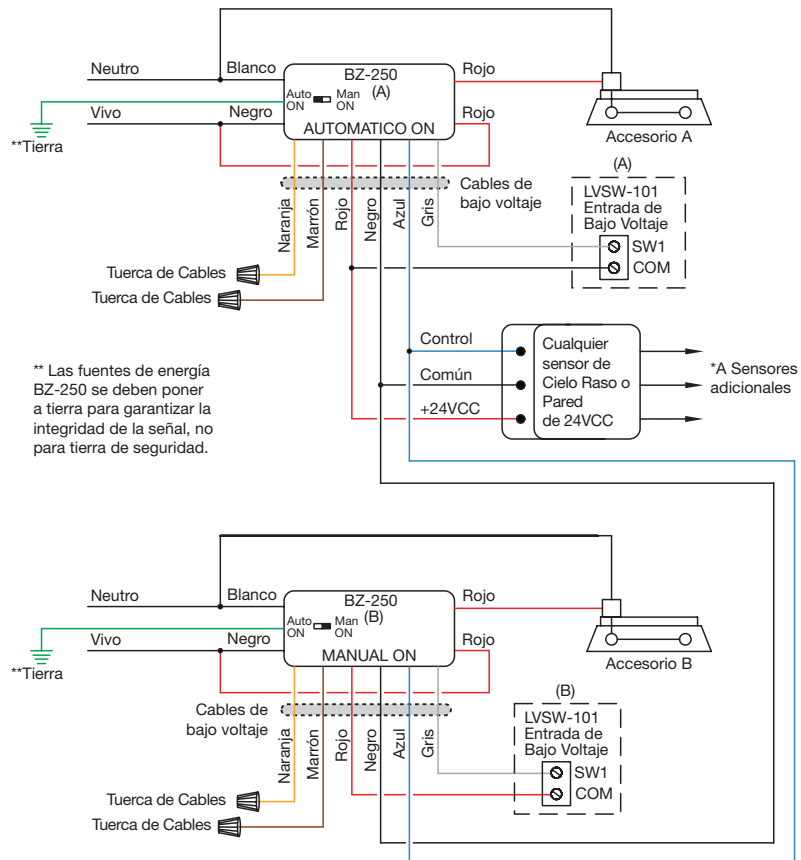 Neutro
Blanco
BZ-250
(A)
Rojo
Auto
ON
Man
ON
Vivo
Negro
Rojo
AUTOMATICO ON
**Tierra
Accesorio A
Cables de
bajo voltaje
Naranja
Marrón
Rojo
Negro
Azul
Gris
(A)
LVSW-101
Entrada de
Bajo Voltaje
SW1
COM
Tuerca de Cables
Tuerca de Cables
Control
Común
+24VCC
Cualquier
sensor de
Cielo Raso o
Pared
de 24VCC
*A Sensores
adicionales
** Las fuentes de energía
BZ-250 se deben poner
a tierra para garantizar la
integridad de la señal, no
para tierra de seguridad.
Neutro
Blanco
BZ-250
(B)
Rojo
Auto
ON
Man
ON
Vivo
Negro
Rojo
MANUAL ON
**Tierra
Accesorio B
Cables de
bajo voltaje
Naranja
Marrón
Rojo
Negro
Azul
Gris
(B)
LVSW-101
Entrada de
Bajo Voltaje
SW1
COM
Tuerca de Cables
Tuerca de Cables